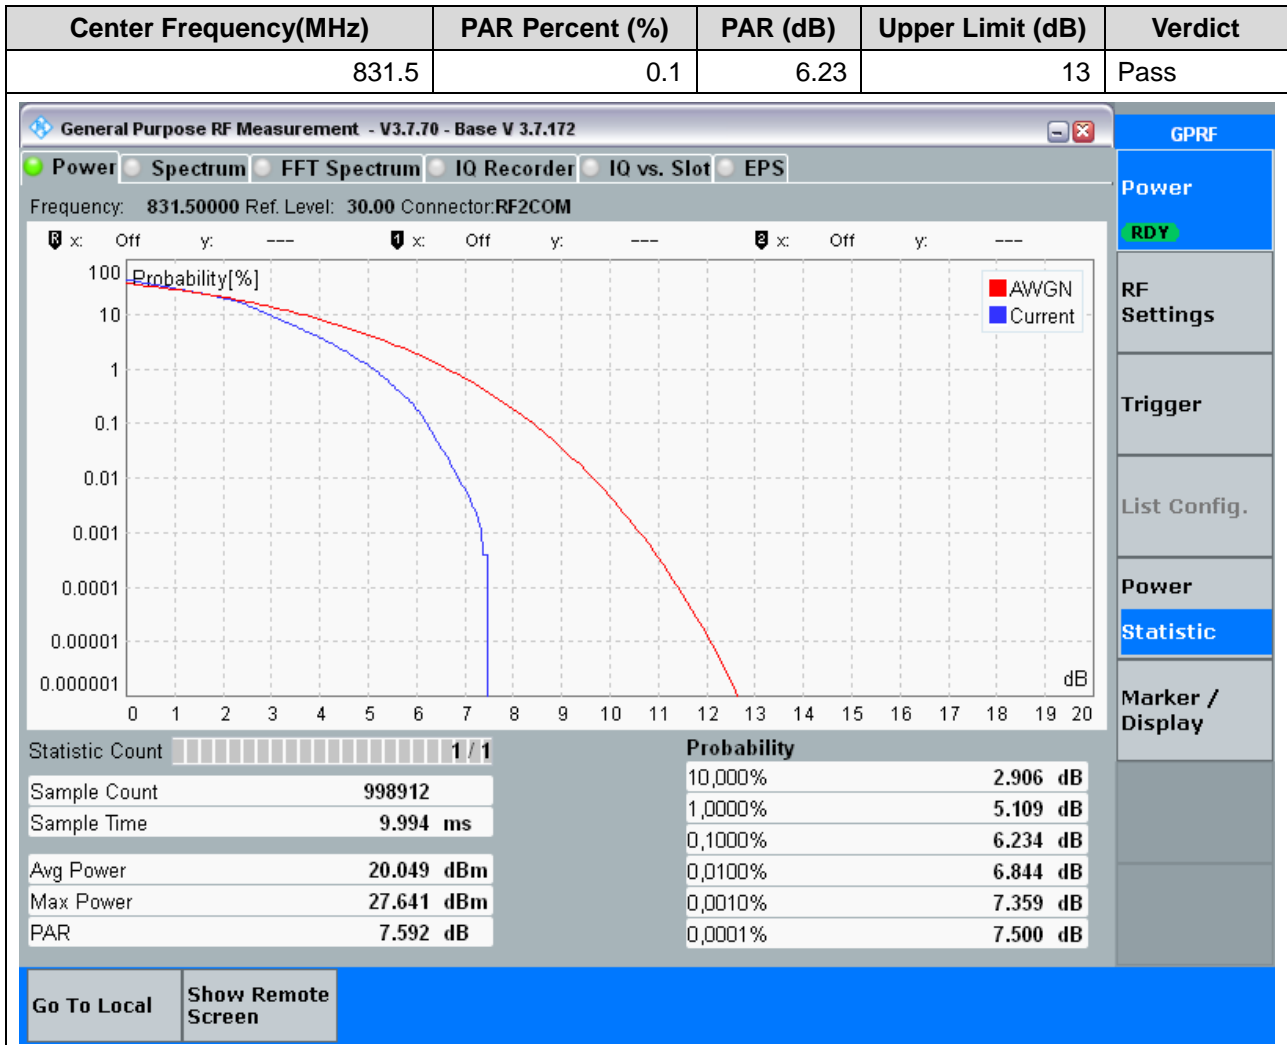 Center Frequency(MHz) PAR Percent (%) PAR (dB) Upper Limit (dB) Verdict
831.5 0.1 6.23 13 Pass
General Purpose RF Measurement - V3.7.70 - Base V 3.7.172
GPRF
Power Spectrum FFT Spectrum IQ Recorder IQ vs. Slot EPS
Frequency: 831.50000 Ref. Level: 30.00 Connector:RF2COM
R x: Off y: --- 1 x: Off y: --- 2 x: Off y: ---
Probability[%]
AWGN
Current
100
10
1
0.1
0.01
0.001
0.0001
0.00001
0.000001
dB
0 1 2 3 4 5 6 7 8 9 10 11 12 13 14 15 16 17 18 19 20
Statistic Count 1 / 1
Sample Count 998912
Sample Time 9.994 ms
Avg Power 20.049 dBm
Max Power 27.641 dBm
PAR 7.592 dB
Probability
10,000% 2.906 dB
1,0000% 5.109 dB
0,1000% 6.234 dB
0,0100% 6.844 dB
0,0010% 7.359 dB
0,0001% 7.500 dB
Power
RDY
RF
Settings
Trigger
List Config.
Power
Statistic
Marker /
Display
Go To Local
Show Remote
Screen